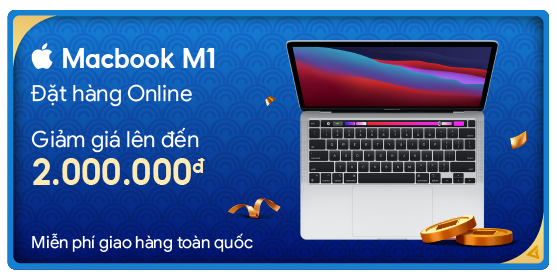 Macbook M1
Đặt hàng Online
Giảm giá lên đến
2.000.000đ
Miễn phí giao hàng toàn quốc